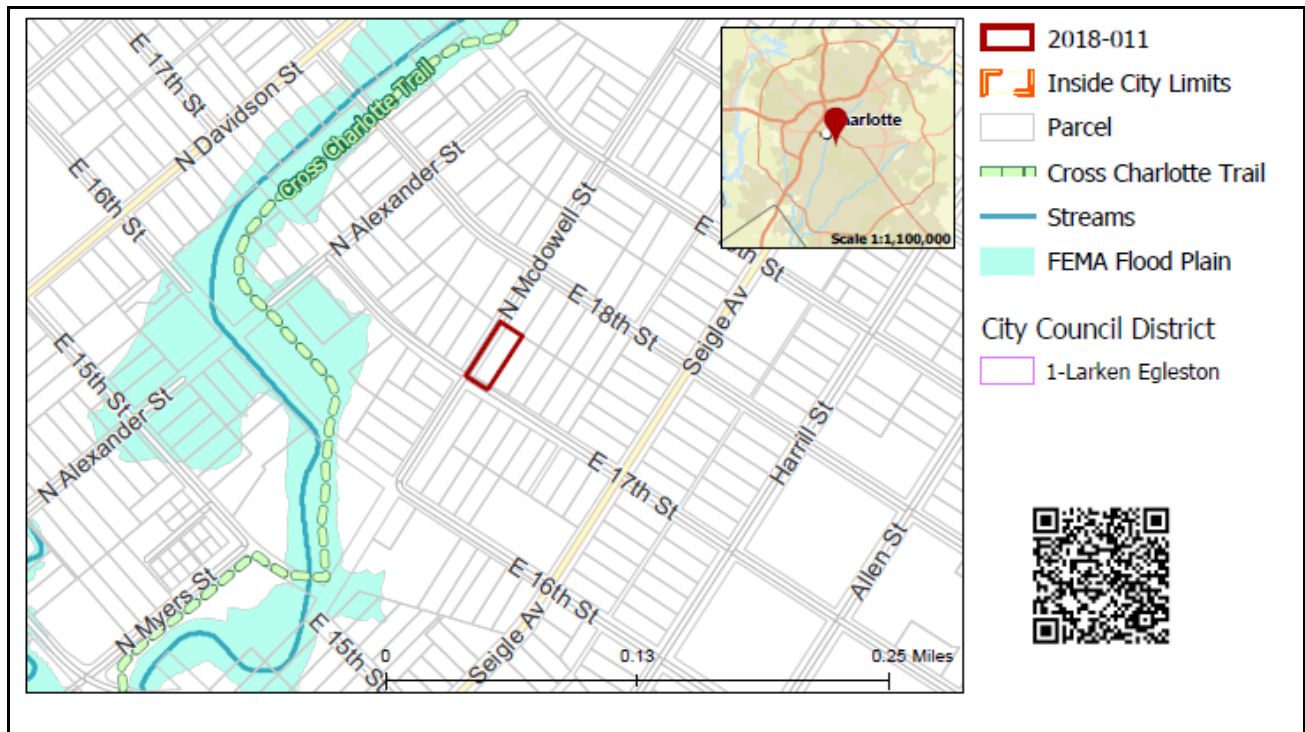 E 17th St
N Davidson St
Cross Charlotte Trail
E 16th St
N Alexander St
N Mcdowell St
harlotte
Scale 1:1,100,000
E 18th St
Seigle Av
E 15th St
N Alexander St
Harrill St
E 17th St
Allen St
E 16th St
N Myers St
E 15th St
Seigle Av
0
0.13
0.25 Miles
2018-011
Inside City Limits
Parcel
Cross Charlotte Trail
Streams
FEMA Flood Plain
City Council District
1-Larken Egleston